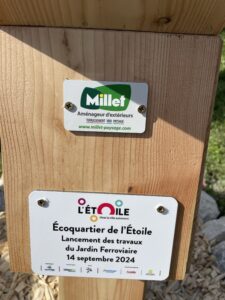 Millet
Aménageur d'extérieurs
www.millet-paysage.com
L'ÉTOILE
Écoquartier de l'Étoile
Lancement des travaux
du Jardin Ferroviaire
14 septembre 2024